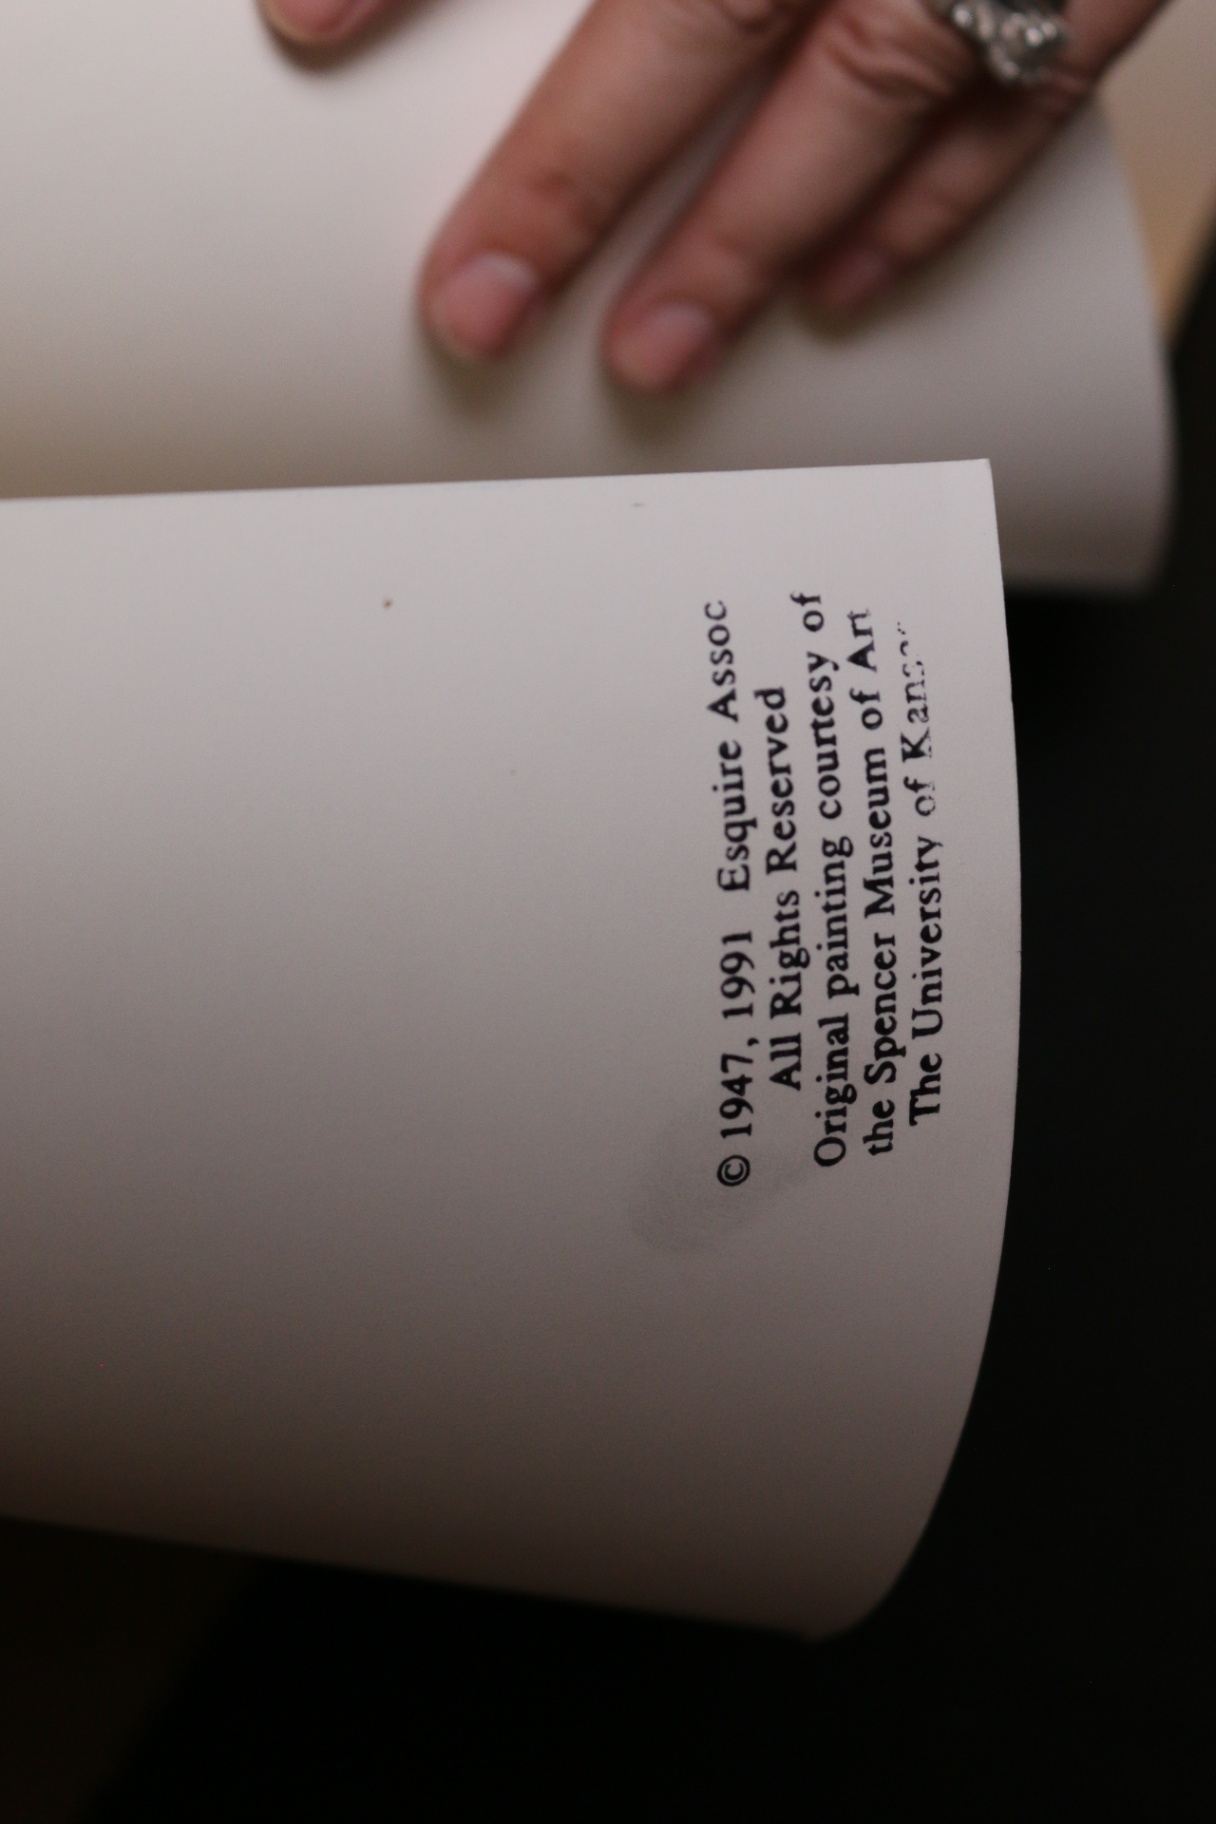 © 1947, 1991 Esquire Assoc
All Rights Reserved
Original painting courtesy of
the Spencer Museum of Art
The University of Kansas